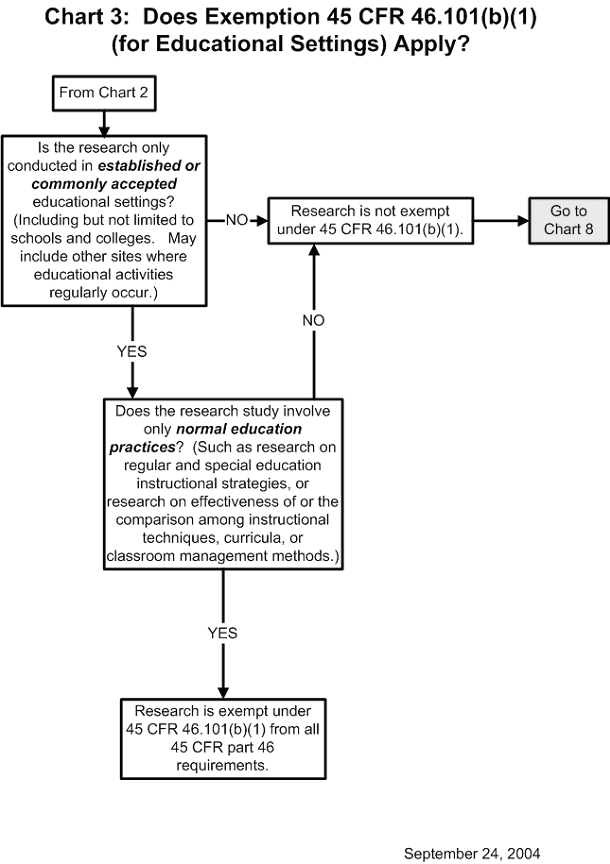 Chart 3:  Does Exemption 45 CFR 46.101(b)(1)
(for Educational Settings) Apply?
From Chart 2
Is the research only
conducted in established or
commonly accepted
educational settings?
(Including but not limited to
schools and colleges.   May
include other sites where
educational activities
regularly occur.)
NO
Research is not exempt
under 45 CFR 46.101(b)(1).
Go to
Chart 8
YES
NO
Does the research study involve
only normal education
practices?  (Such as research on
regular and special education
instructional strategies, or
research on effectiveness of or the
comparison among instructional
techniques, curricula, or
classroom management methods.)
YES
Research is exempt under
45 CFR 46.101(b)(1) from all
45 CFR part 46
requirements.
September 24, 2004